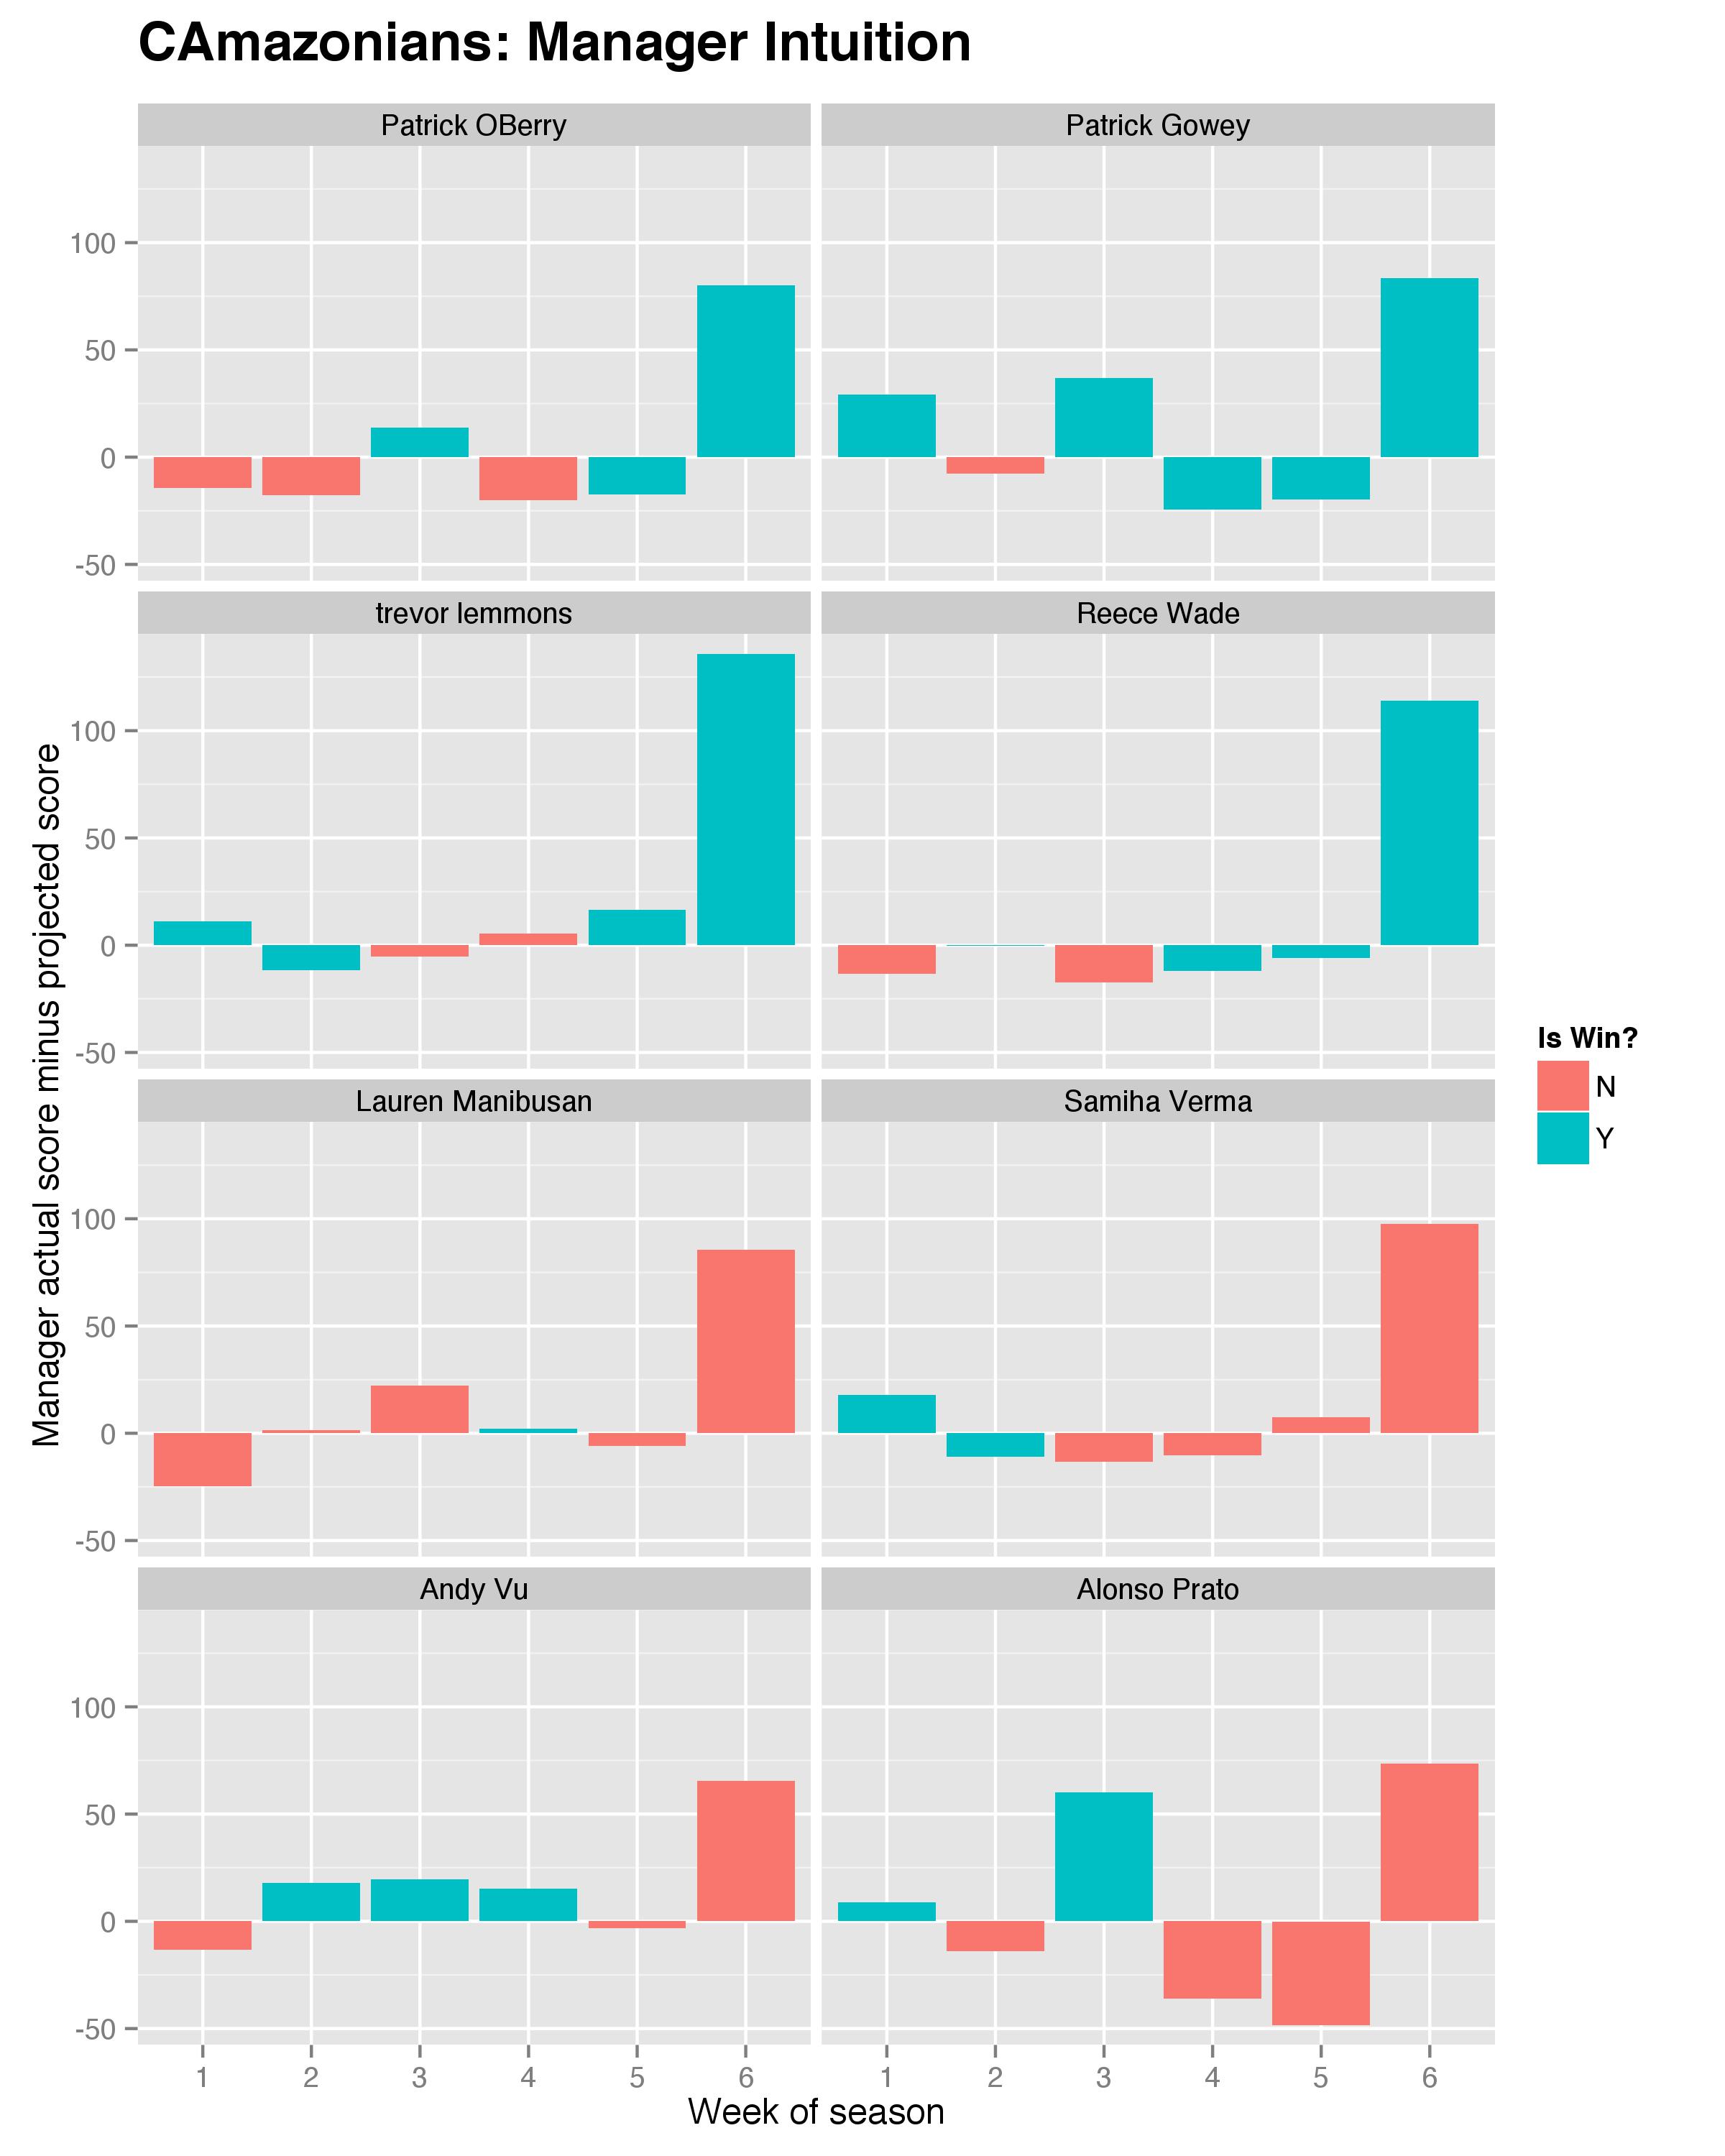 CAmazonians: Manager Intuition
Patrick OBerry
Patrick Gowey
100
50
0
-50
trevor lemmons
Reece Wade
100
50
0
-50
Lauren Manibusan
Samiha Verma
100
50
0
-50
Andy Vu
Alonso Prato
100
50
0
-50
1 2 3 4 5 6
1 2 3 4 5 6
Week of season
Manager actual score minus projected score
Is Win?
N
Y